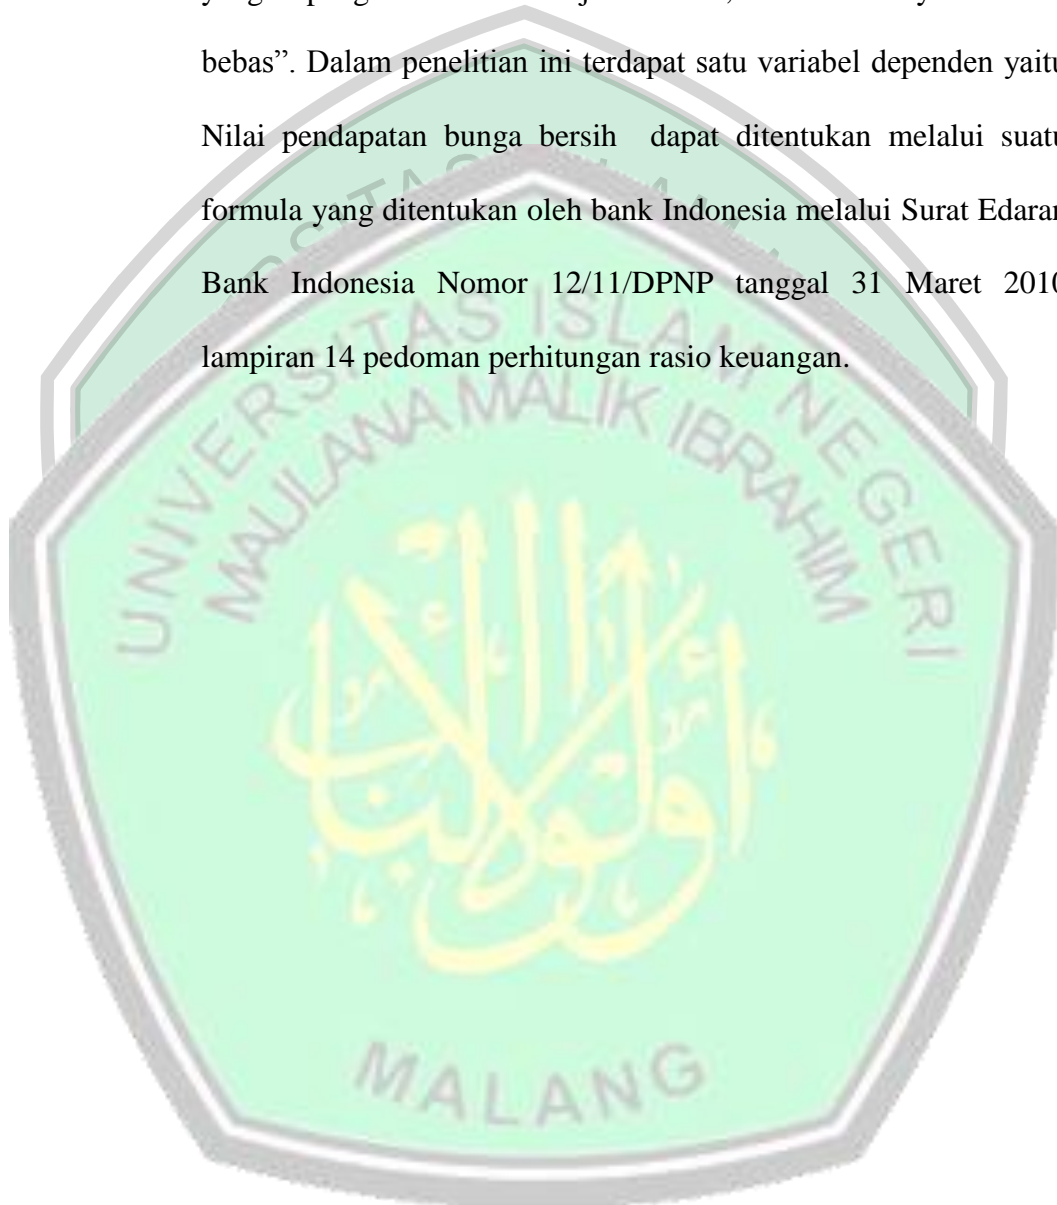 bebas”. Dalam penelitian ini terdapat satu variabel dependen yaitu
Nilai pendapatan bunga bersih dapat ditentukan melalui suatu
formula yang ditentukan oleh bank Indonesia melalui Surat Edaran
Bank Indonesia Nomor 12/11/DPNP tanggal 31 Maret 2010
lampiran 14 pedoman perhitungan rasio keuangan.
UNIVERSITAS ISLAM NEGERI
MAULANA MALIK IBRAHIM
MALANG